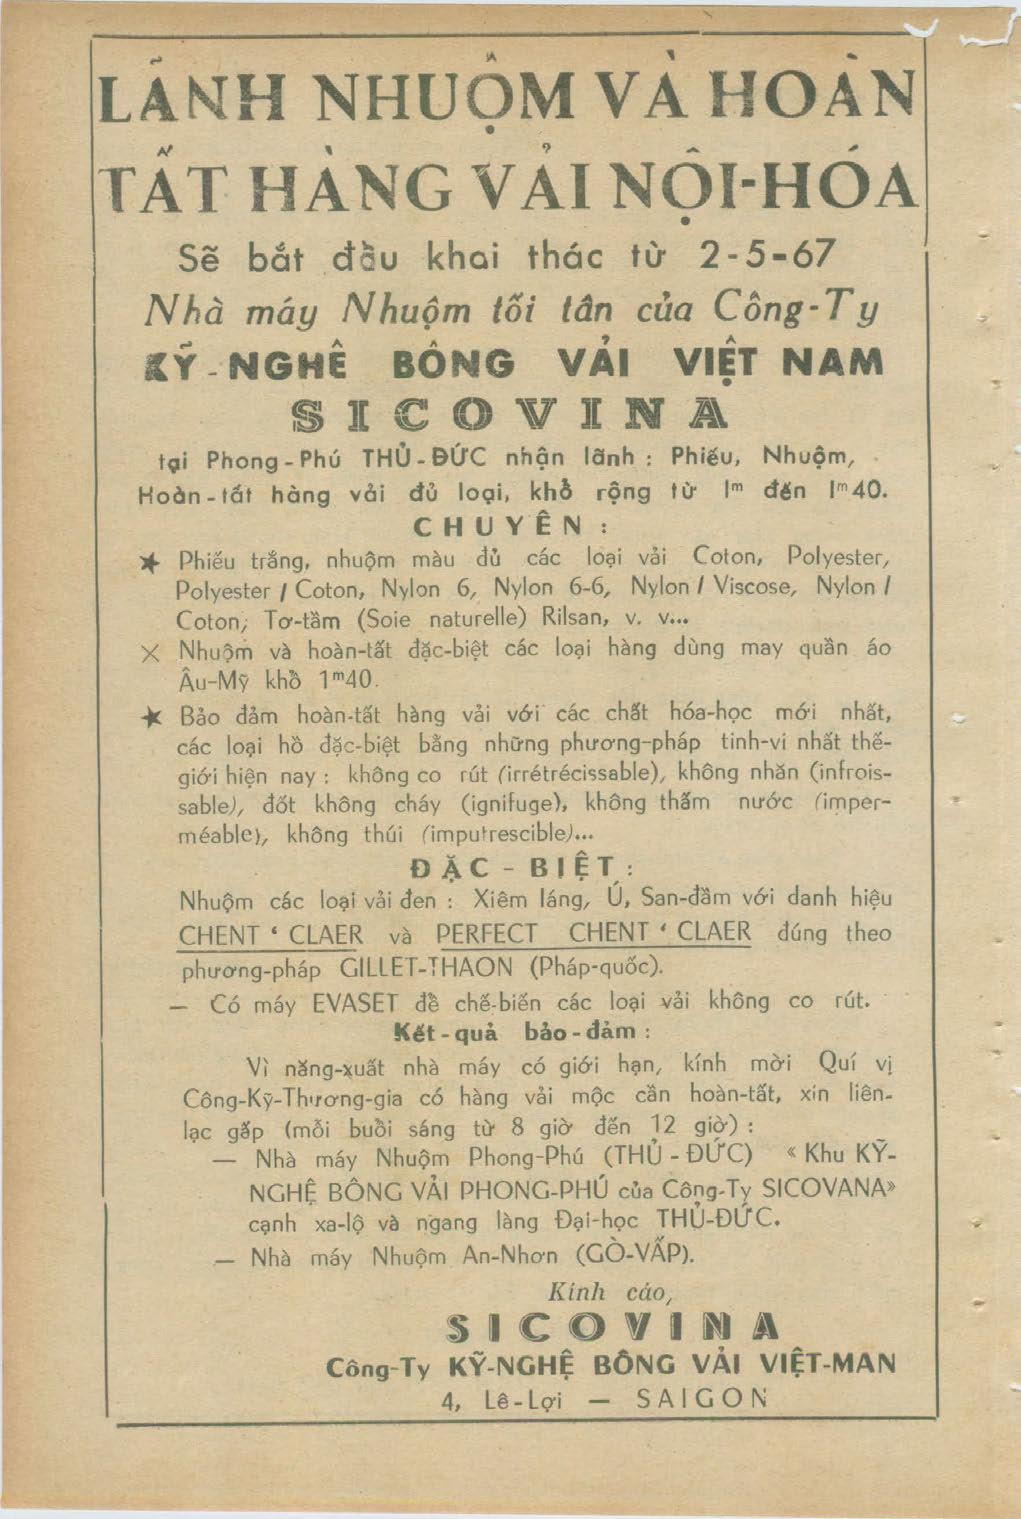 LÃNH NHUỘM VÀ HOÀN
TẤT HÀNG VẢI NỘI-HÓA
Sẽ bắt đầu khai thác từ 2-5-67
Nhà máy Nhuộm tối tân của Công-Ty
KỸ-NGHÊ BÔNG VẢI VIỆT NAM
SICOVINA
tại Phong-Phú THỦ-ĐỨC nhận lãnh : Phiếu, Nhuộm,
Hoàn-tất hàng vải đủ loại, khổ rộng từ 1m đến 1m40.
CHUYÊN :
★ Phiếu trắng, nhuộm màu đủ các loại vải Coton, Polyester,
Polyester / Coton, Nylon 6, Nylon 6-6, Nylon / Viscose, Nylon /
Coton, Tơ-tằm (Soie naturelle) Rilsan, v. v...
× Nhuộm và hoàn-tất đặc-biệt các loại hàng dùng may quần áo
Âu-Mỹ khổ 1m40.
★ Bảo đảm hoàn-tất hàng vải với các chất hóa-học mới nhất,
các loại hồ đặc-biệt bằng những phương-pháp tinh-vi nhất thế-
giới hiện nay : không co rút (irrétrécissable), không nhăn (infrois-
sable), đốt không cháy (ignifuge), không thấm nước (imper-
méable), không thúi (imputrescible)...
ĐẶC - BIỆT :
Nhuộm các loại vải đen : Xiêm láng, Ú, San-đầm với danh hiệu
CHENT ' CLAER và PERFECT CHENT ' CLAER đúng theo
phương-pháp GILLET-THAON (Pháp-quốc).
— Có máy EVASET để chế-biến các loại vải không co rút.
Kết-quả bảo-đảm :
Vì năng-xuất nhà máy có giới hạn, kính mời Quí vị
Công-Kỹ-Thương-gia có hàng vải mộc cần hoàn-tất, xin liên-
lạc gấp (mỗi buổi sáng từ 8 giờ đến 12 giờ) :
— Nhà máy Nhuộm Phong-Phú (THỦ-ĐỨC) « Khu KỸ-
NGHỆ BÔNG VẢI PHONG-PHÚ của Công-Ty SICOVANA»
cạnh xa-lộ và ngang làng Đại-học THỦ-ĐỨC.
— Nhà máy Nhuộm An-Nhơn (GÒ-VẤP).
Kính cáo,
SICOVINA
Công-Ty KỸ-NGHỆ BÔNG VẢI VIỆT-MAN
4, Lê-Lợi — SAIGON